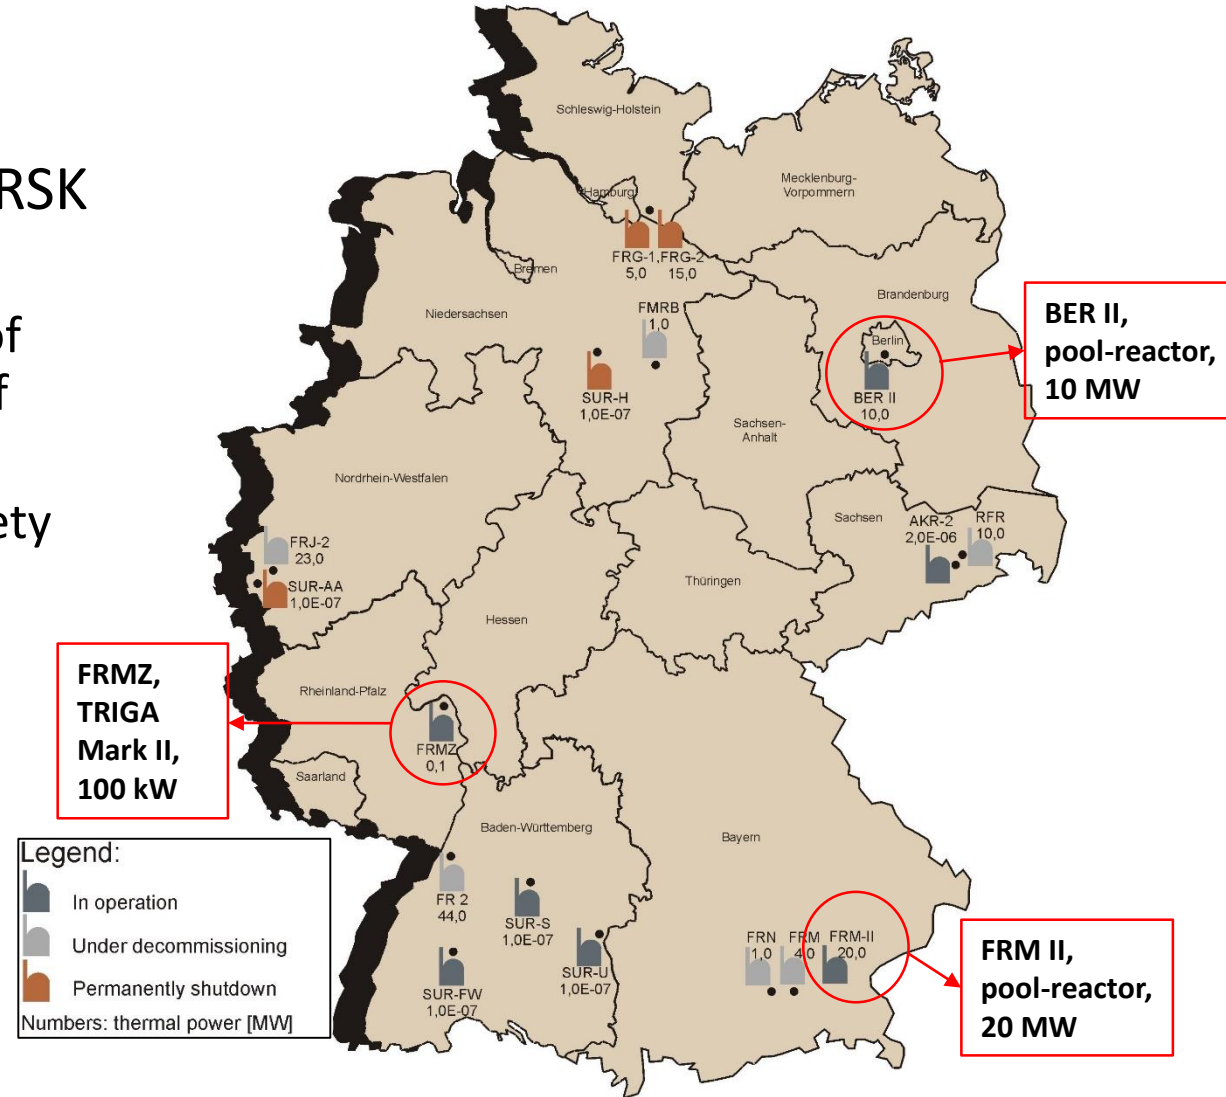 RSK
of
f
ety
Schleswig-Holstein
Hamburg
Mecklenburg-
Vorpommern
FRG-1, FRG-2
5,0 15,0
Bremen
Niedersachsen
FMRB
1,0
Brandenburg
Berlin
BER II
10,0
BER II,
pool-reactor,
10 MW
SUR-H
1,0E-07
Sachsen-
Anhalt
Nordrhein-Westfalen
Sachsen
AKR-2
2,0E-06
RFR
10,0
FRJ-2
23,0
SUR-AA
1,0E-07
Thüringen
Hessen
FRMZ,
TRIGA
Mark II,
100 kW
Rheinland-Pfalz
FRMZ
0,1
Saarland
Baden-Württemberg
Bayern
FR 2
44,0
SUR-S
1,0E-07
SUR-U
1,0E-07
SUR-FW
1,0E-07
FRN
1,0
FRM
4,0
FRM-II
20,0
FRM II,
pool-reactor,
20 MW
Legend:
In operation
Under decommissioning
Permanently shutdown
Numbers: thermal power [MW]